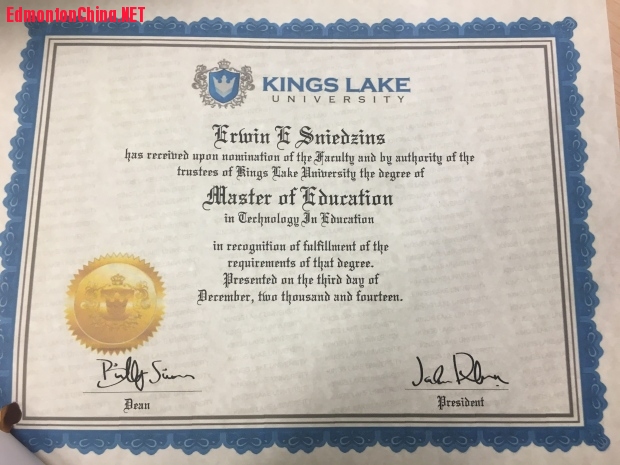 EdmontonChina.NET
KINGS LAKE
UNIVERSITY
Erwin E Sniedzins
has received upon nomination of the Faculty and by authority of the
trustees of Kings Lake University the degree of
Master of Education
in Technology In Education
in recognition of fulfillment of the
requirements of that degree.
Presented on the third day of
December, two thousand and fourteen.
Dean
President